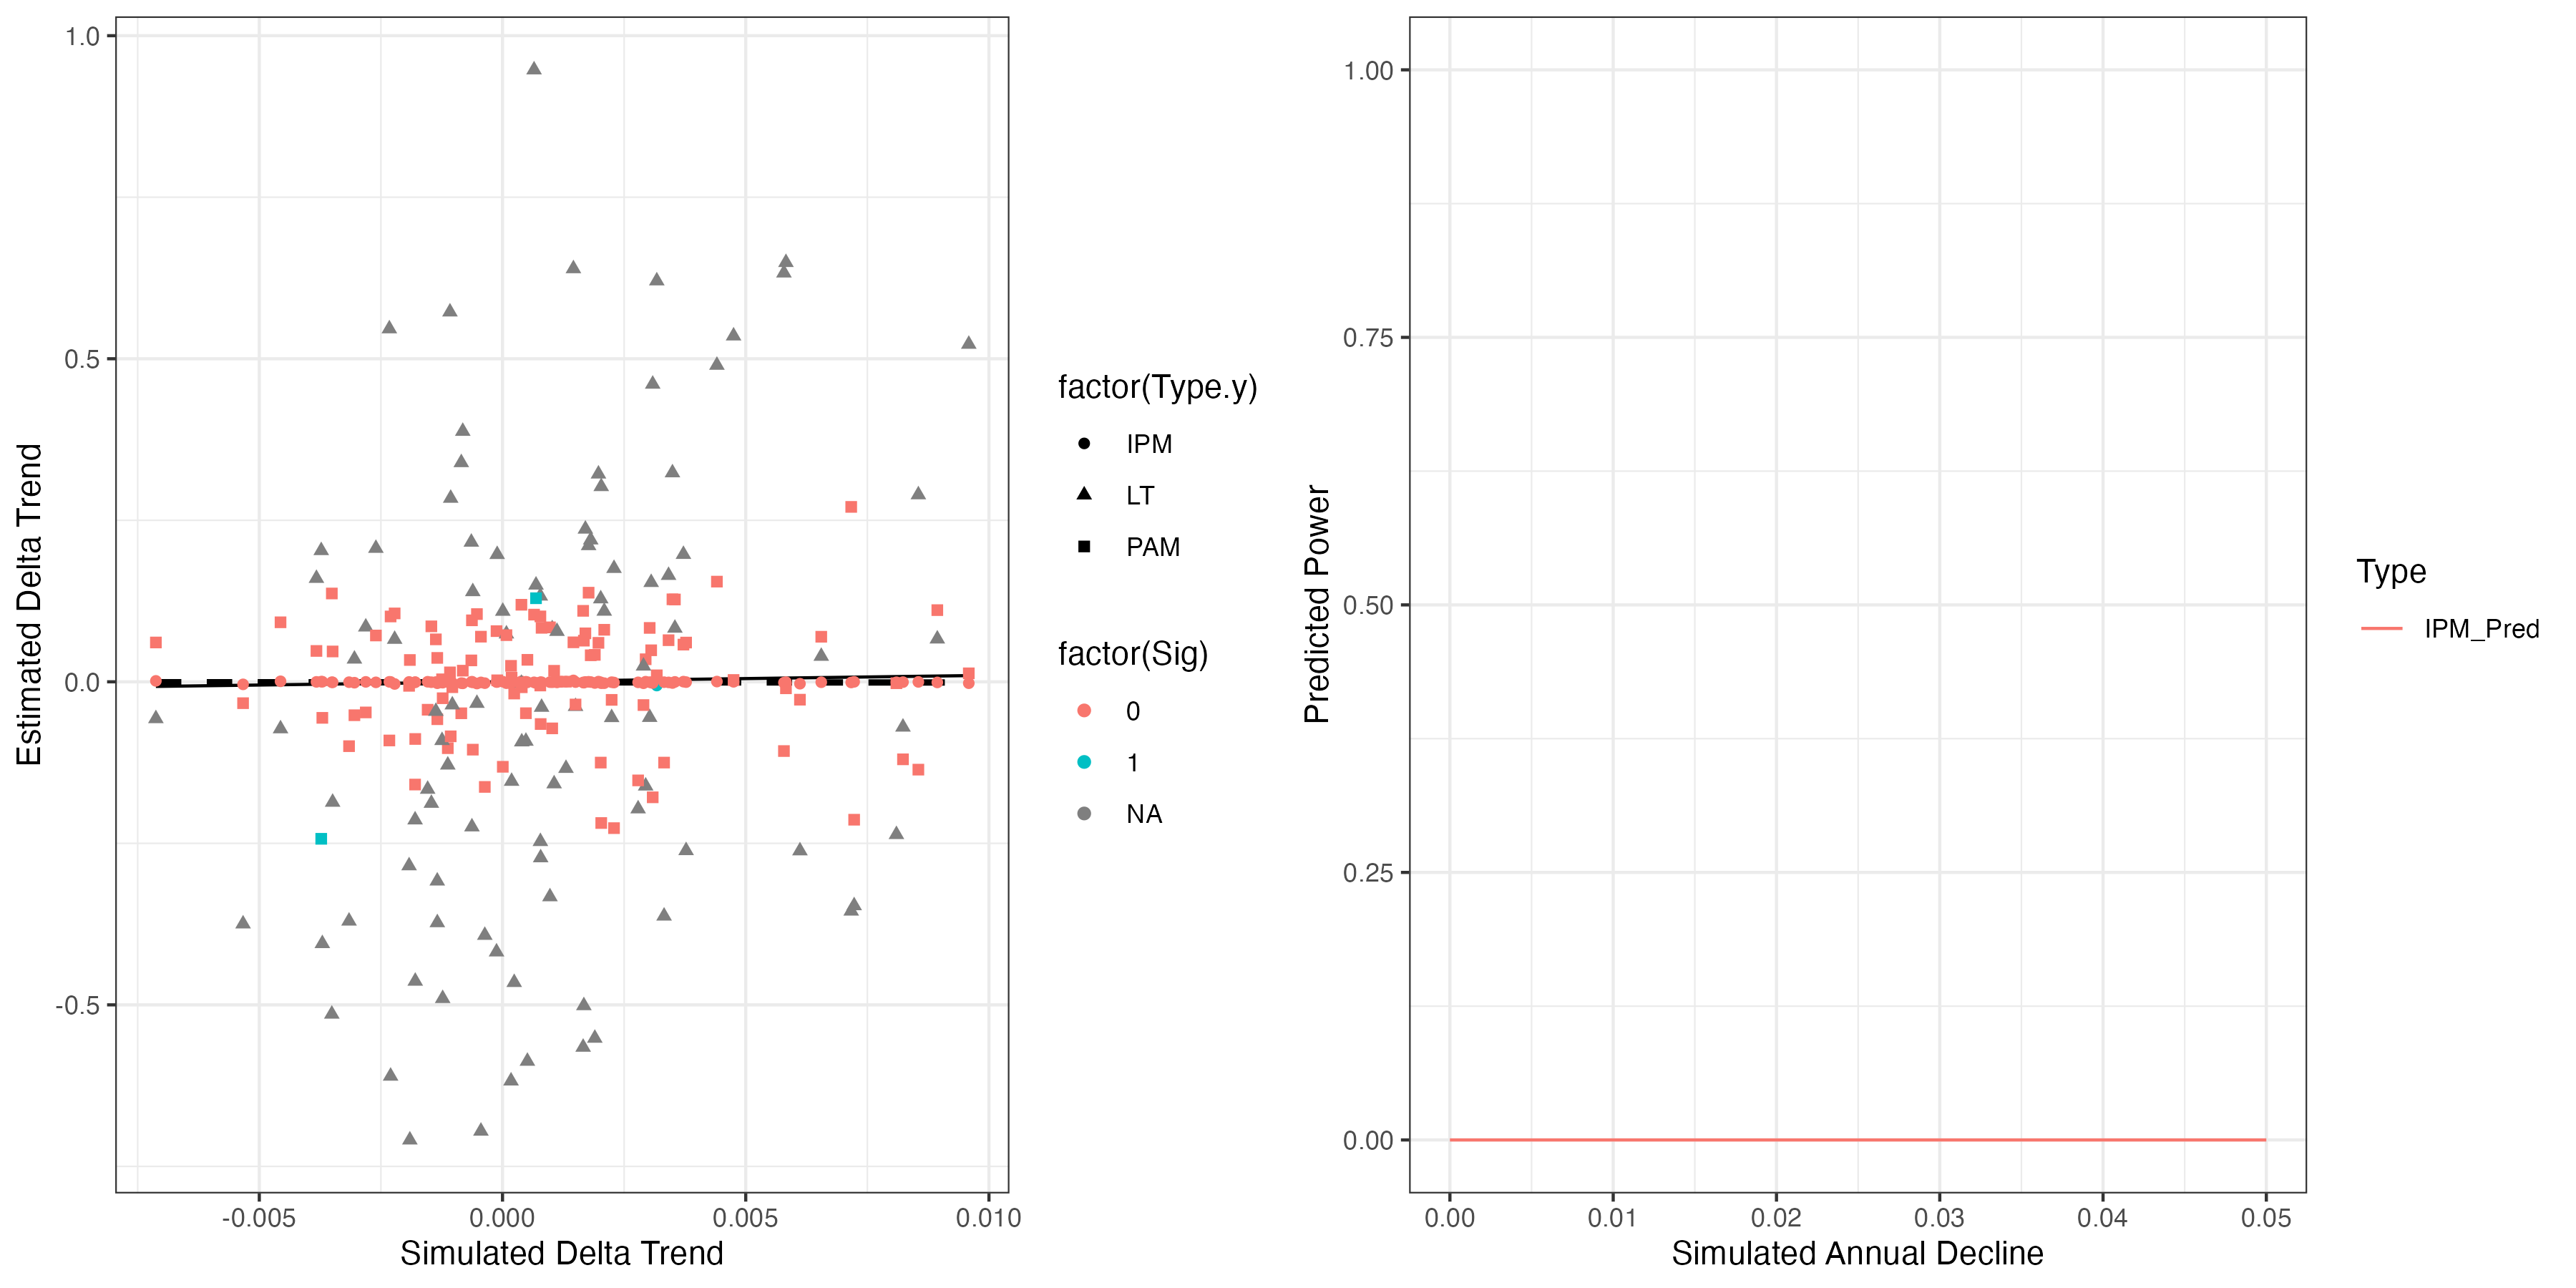 1.0
0.5
0.0
-0.5
-0.005
0.000
0.005
0.010
Simulated Delta Trend
Estimated Delta Trend
factor(Type.y)
IPM
LT
PAM
factor(Sig)
0
1
NA
1.00
0.75
0.50
0.25
0.00
0.00
0.01
0.02
0.03
0.04
0.05
Simulated Annual Decline
Predicted Power
Type
IPM_Pred